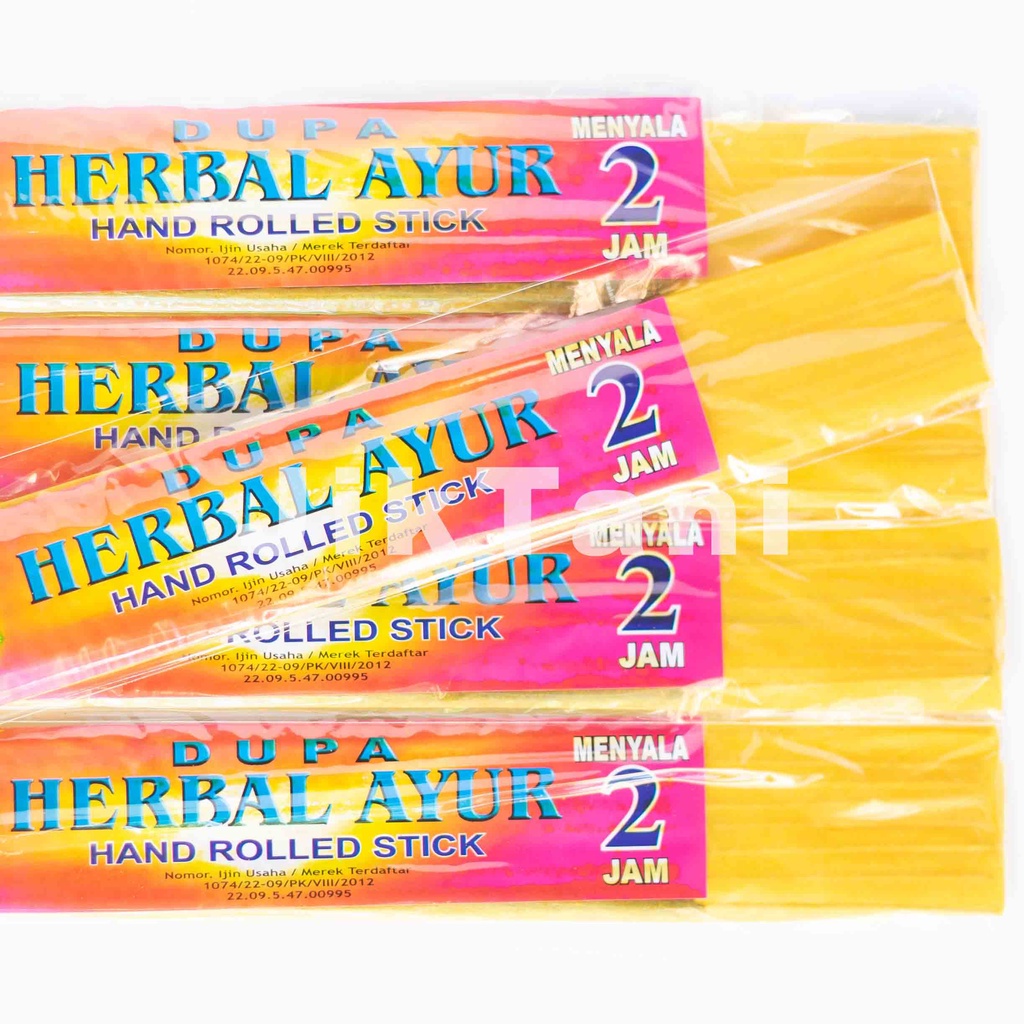 DUPA
HERBAL AYUR
HAND ROLLED STICK
Nomor. Ijin Usaha / Merek Terdaftar
1074/22-09/PK/VIII/2012
22.09.5.47.00995
MENYALA
2
JAM
DUPA
HERBAL
HAND
DUPA
HERBAL AYUR
HAND ROLLED STICK
Nomor. Ijin Usaha / Merek Terdaftar
1074/22-09/PK/VIII/2012
MENYALA
2
JAM
AYUR
ROLLED STICK
Nomor. Ijin Usaha / Merek Terdaftar
1074/22-09/PK/VIII/2012
22.09.5.47.00995
MENYALA
2
JAM
DUPA
HERBAL AYUR
HAND ROLLED STICK
Nomor. Ijin Usaha / Merek Terdaftar
1074/22-09/PK/VIII/2012
22.09.5.47.00995
MENYALA
2
JAM